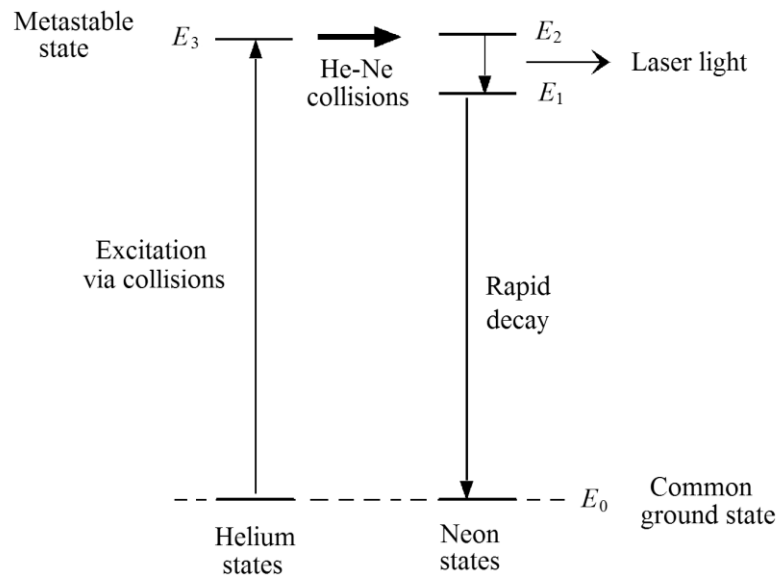 Metastable
state
E3
He-Ne
collisions
E2
E1
Laser light
Excitation
via collisions
Rapid
decay
E0
Common
ground state
Helium
states
Neon
states